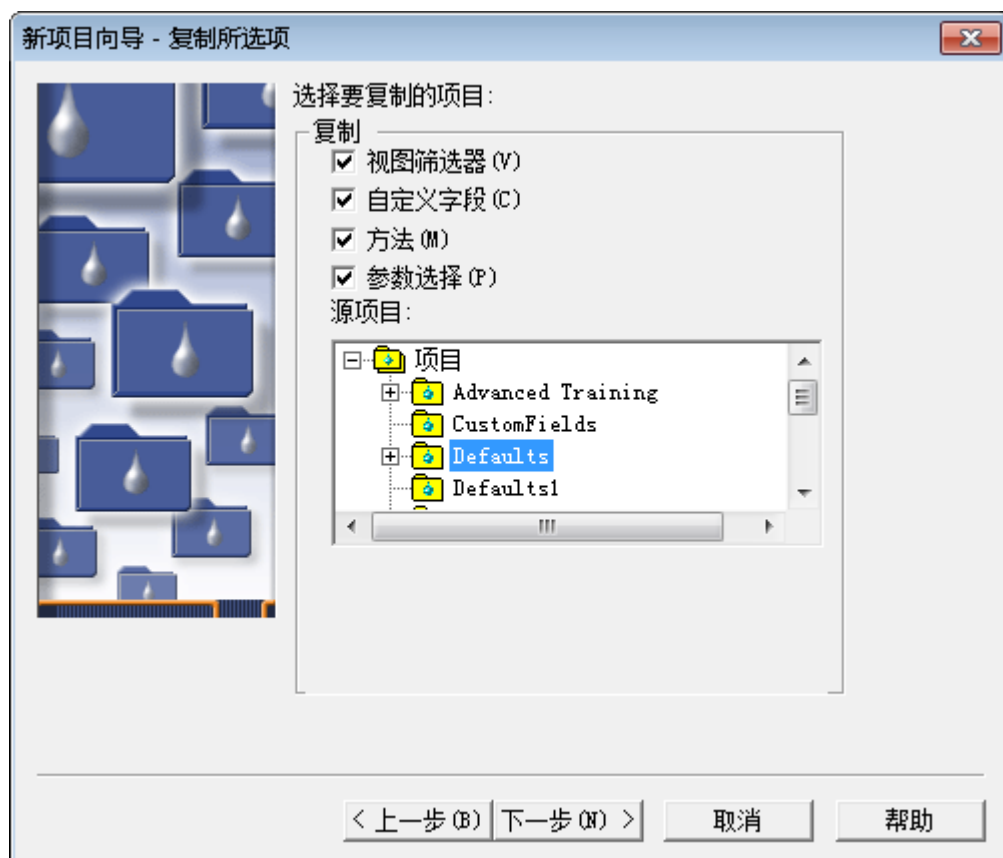 新项目向导 - 复制所选项
选择要复制的项目:
复制
视图筛选器(V)
自定义字段(C)
方法(M)
参数选择(P)
源项目:
项目
Advanced Training
CustomFields
Defaults
Defaults1
< 上一步(B) 下一步(N) > 取消 帮助